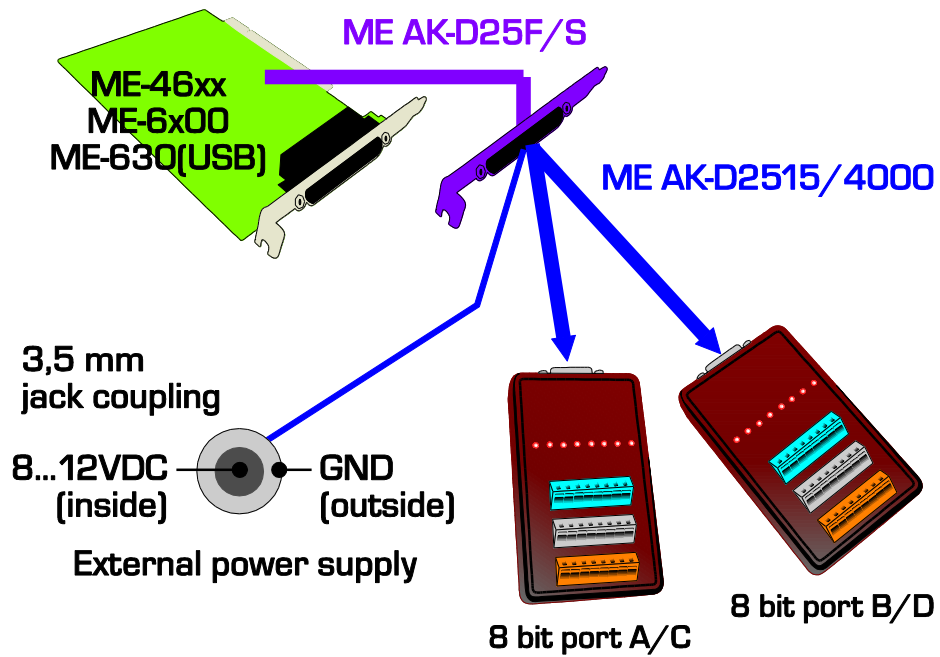 ME AK-D25F/S
ME-46xx
ME-6x00
ME-630(USB)
ME AK-D2515/4000
3,5 mm
jack coupling
8...12VDC
(inside)
GND
(outside)
External power supply
8 bit port A/C
8 bit port B/D